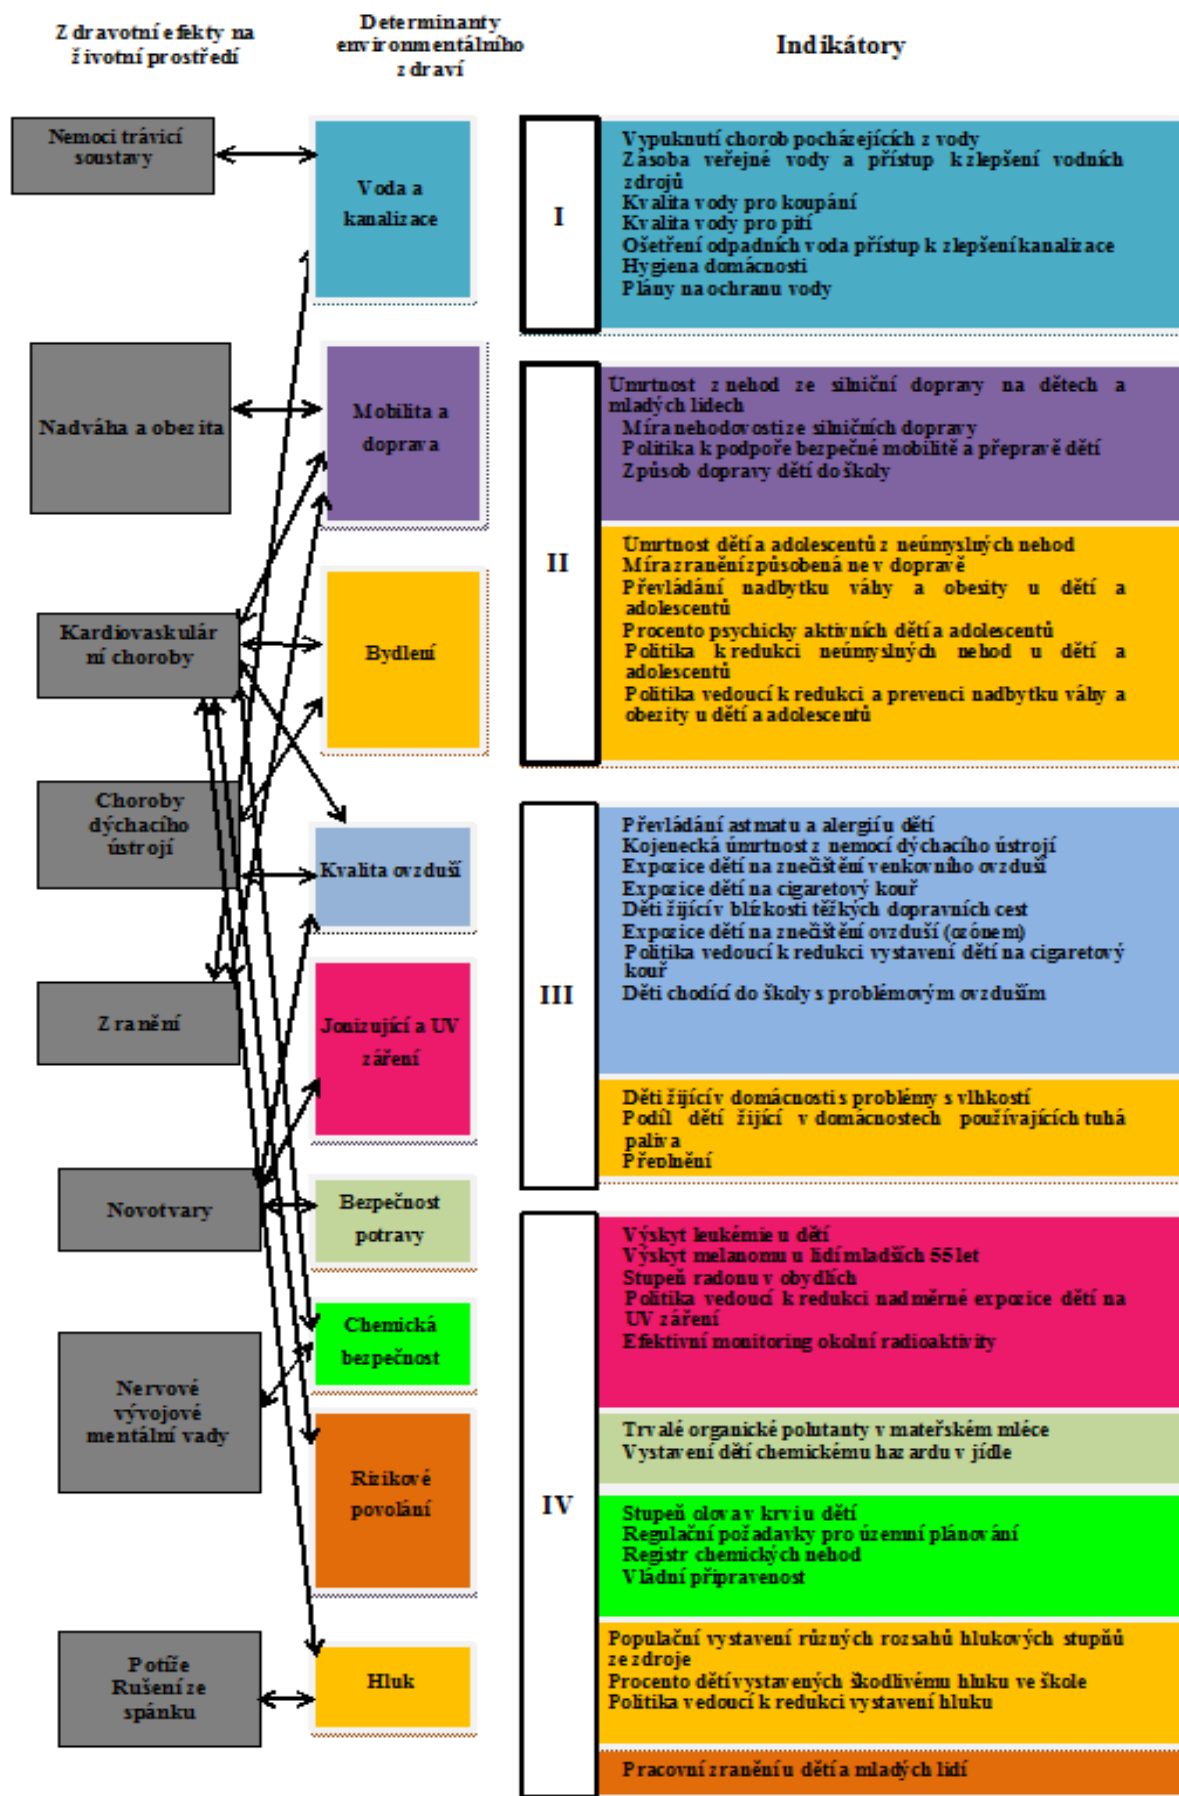 Zdravotní efekty na
životní prostředí
Determinanty
environmentálního
zdraví
Indikátory
Nemoci trávicí
soustavy
Nadváha a obezita
Kardiovaskulár
ní choroby
Choroby
dýchacího
ústrojí
Zranění
Novotvary
Nervové
vývojové
mentální vady
Potíže
Rušení ze
spánku
Voda a
kanalizace
Mobilita a
doprava
Bydlení
Kvalita ovzduší
Jonizující a UV
záření
Bezpečnost
potravy
Chemická
bezpečnost
Rizikové
povolání
Hluk
I
Vypuknutí chorob pocházejících z vody
Zásoba veřejné vody a přístup k zlepšení vodních
zdrojů
Kvalita vody pro koupání
Kvalita vody pro pití
Ošetření odpadních voda přístup k zlepšení kanalizace
Hygiena domácnosti
Plány na ochranu vody
II
Úmrtnost z nehod ze silniční dopravy na dětech a
mladých lidech
Míra nehodovosti ze silničních dopravy
Politika k podpoře bezpečné mobilitě a přepravě dětí
Způsob dopravy dětí do školy
Úmrtnost dětí a adolescentů z neúmyslných nehod
Míra zranění způsobená ne v dopravě
Převládání nadbytku váhy a obesity u dětí a
adolescentů
Procento psychicky aktivních dětí a adolescentů
Politika k redukci neúmyslných nehod u dětí a
adolescentů
Politika vedoucí k redukci a prevenci nadbytku váhy a
obezity u dětí a adolescentů
III
Převládání astmatu a alergií u dětí
Kojenecká úmrtnost z nemocí dýchacího ústrojí
Expozice dětí na znečištění venkovního ovzduší
Expozice dětí na cigaretový kouř
Děti žijící v blízkosti těžkých dopravních cest
Expozice dětí na znečištění ovzduší (ozónem)
Politika vedoucí k redukci vystavení dětí na cigaretový
kouř
Děti chodící do školy s problémovým ovzduším
Děti žijící v domácnosti s problémy s vlhkostí
Podíl dětí žijící v domácnostech používajících tuhá
paliva
Přeplnění
IV
Výskyt leukémie u dětí
Výskyt melanomu u lidí mladších 55 let
Stupeň radonu v obydlích
Politika vedoucí k redukci nadměrné expozice dětí na
UV záření
Efektivní monitoring okolní radioaktivity
Trvalé organické polutanty v mateřském mléce
Vystavení dětí chemickému hazardu v jídle
Stupeň olova v krvi u dětí
Regulační požadavky pro územní plánování
Registr chemických nehod
Vládní připravenost
Populační vystavení různých rozsahů hlukových stupňů
ze zdroje
Procento dětí vystavených škodlivému hluku ve škole
Politika vedoucí k redukci vystavení hluku
Pracovní zranění u dětí a mladých lidí